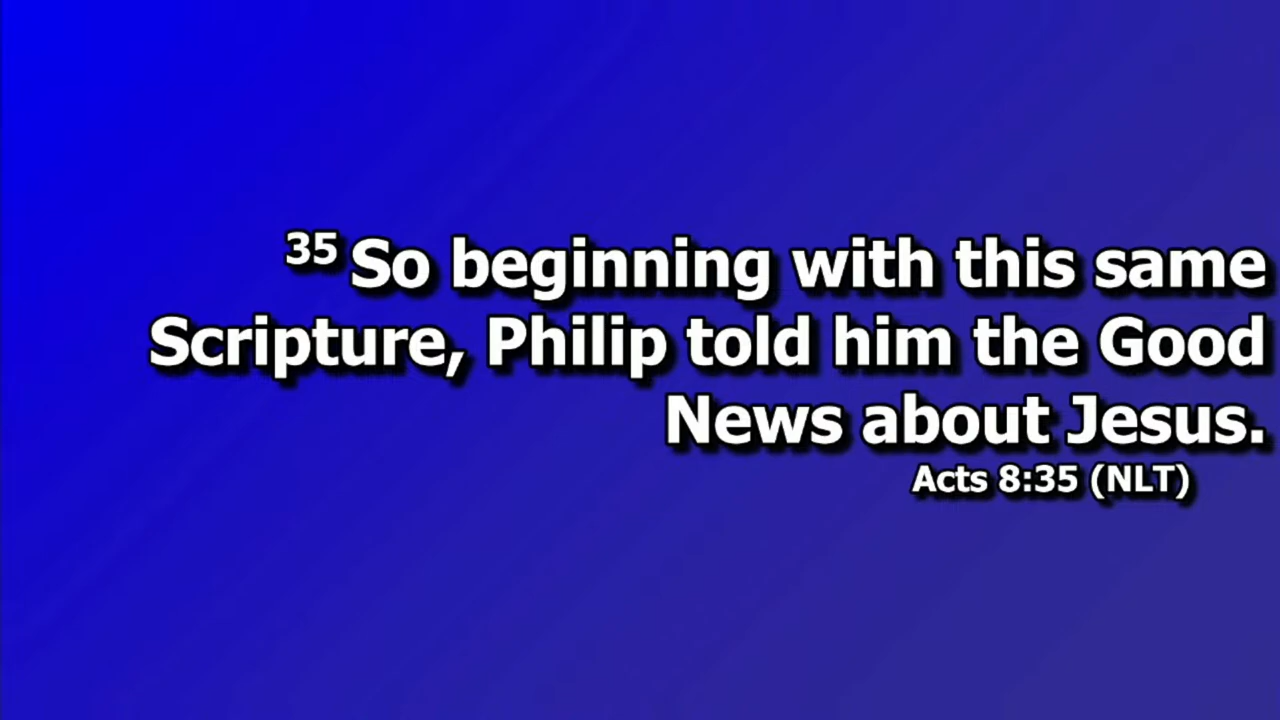 35 So beginning with this same
Scripture, Philip told him the Good
News about Jesus.
Acts 8:35 (NLT)